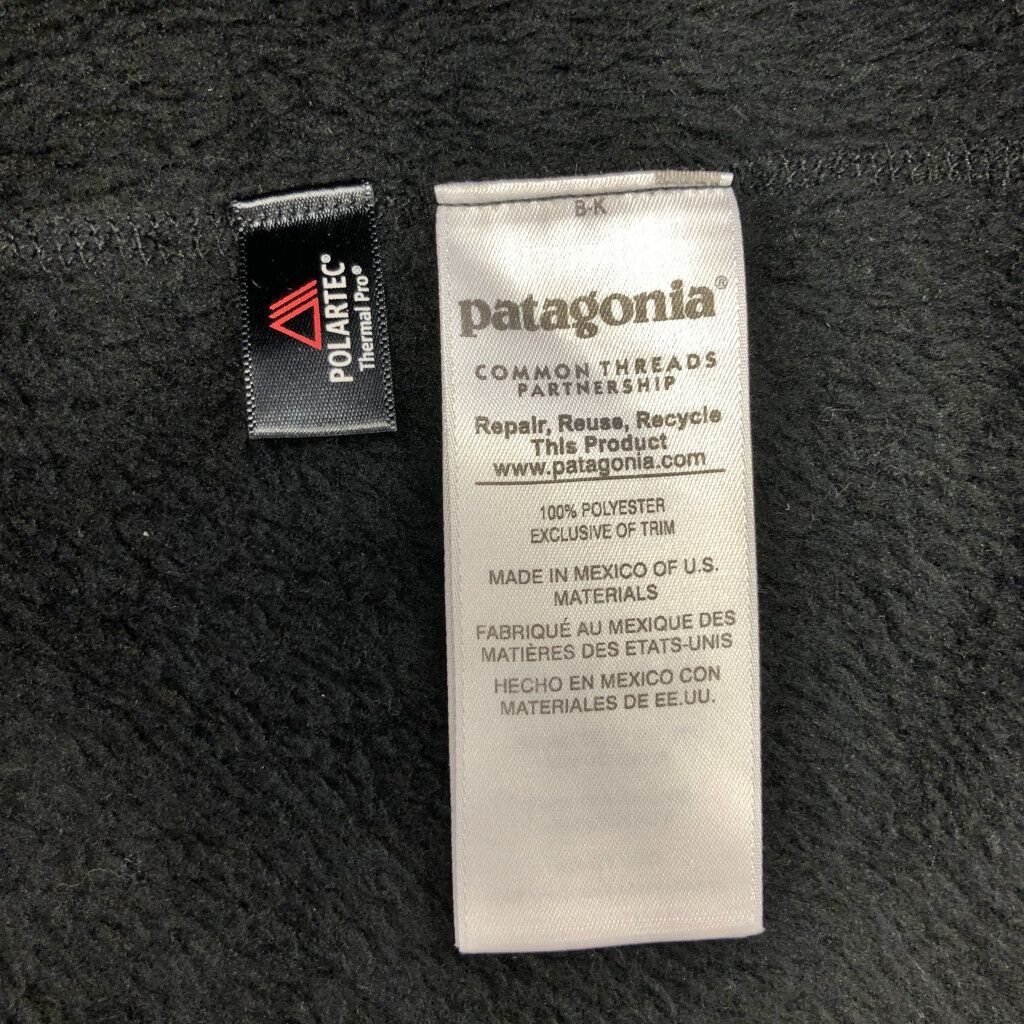 POLARTEC®
Thermal Pro®
B-K
patagonia®
COMMON THREADS
PARTNERSHIP
Repair, Reuse, Recycle
This Product
www.patagonia.com
100% POLYESTER
EXCLUSIVE OF TRIM
MADE IN MEXICO OF U.S.
MATERIALS
FABRIQUÉ AU MEXIQUE DES
MATIÈRES DES ETATS-UNIS
HECHO EN MEXICO CON
MATERIALES DE EE.UU.